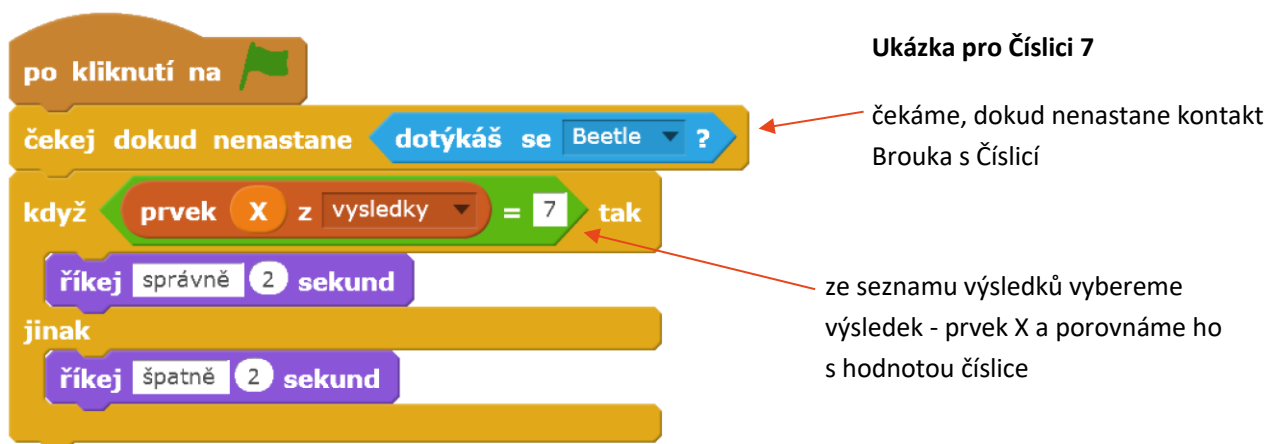 Ukázka pro Číslici 7
po kliknutí na
čekej dokud nenastane dotýkáš se Beetle ?
čekáme, dokud nenastane kontakt
Brouka s Číslicí
když prvek X z vysledky = 7 tak
říkej správně 2 sekund
jinak
říkej špatně 2 sekund
ze seznamu výsledků vybereme
výsledek - prvek X a porovnáme ho
s hodnotou číslice